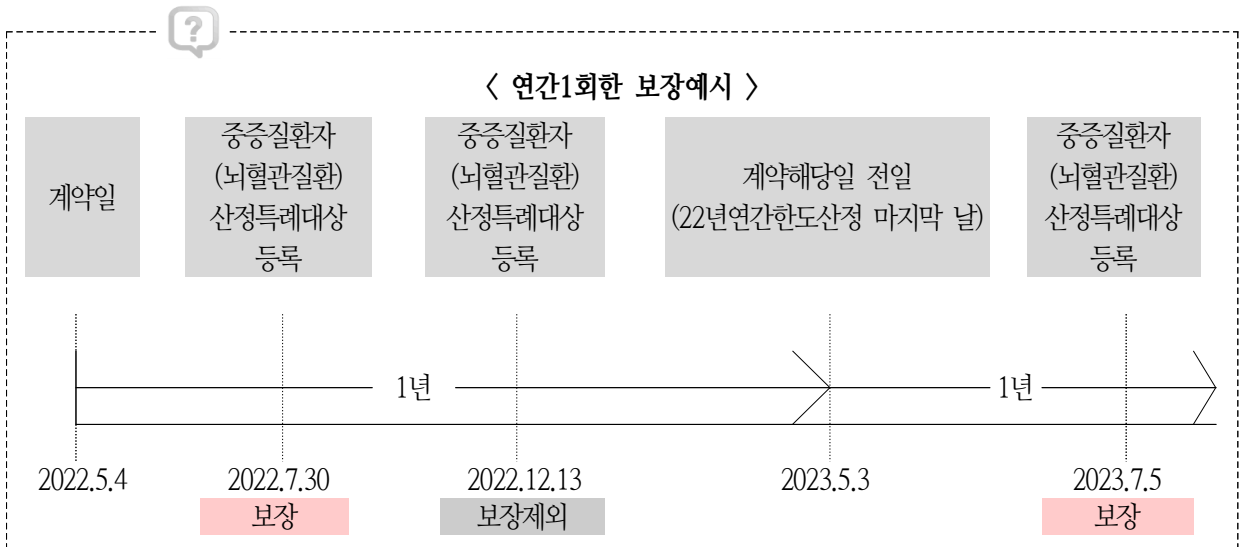 ?
〈 연간1회한 보장예시 〉
계약일
중증질환자
(뇌혈관질환)
산정특례대상
등록
중증질환자
(뇌혈관질환)
산정특례대상
등록
계약해당일 전일
(22년연간한도산정 마지막 날)
중증질환자
(뇌혈관질환)
산정특례대상
등록
1년
1년
2022.5.4
2022.7.30
보장
2022.12.13
보장제외
2023.5.3
2023.7.5
보장